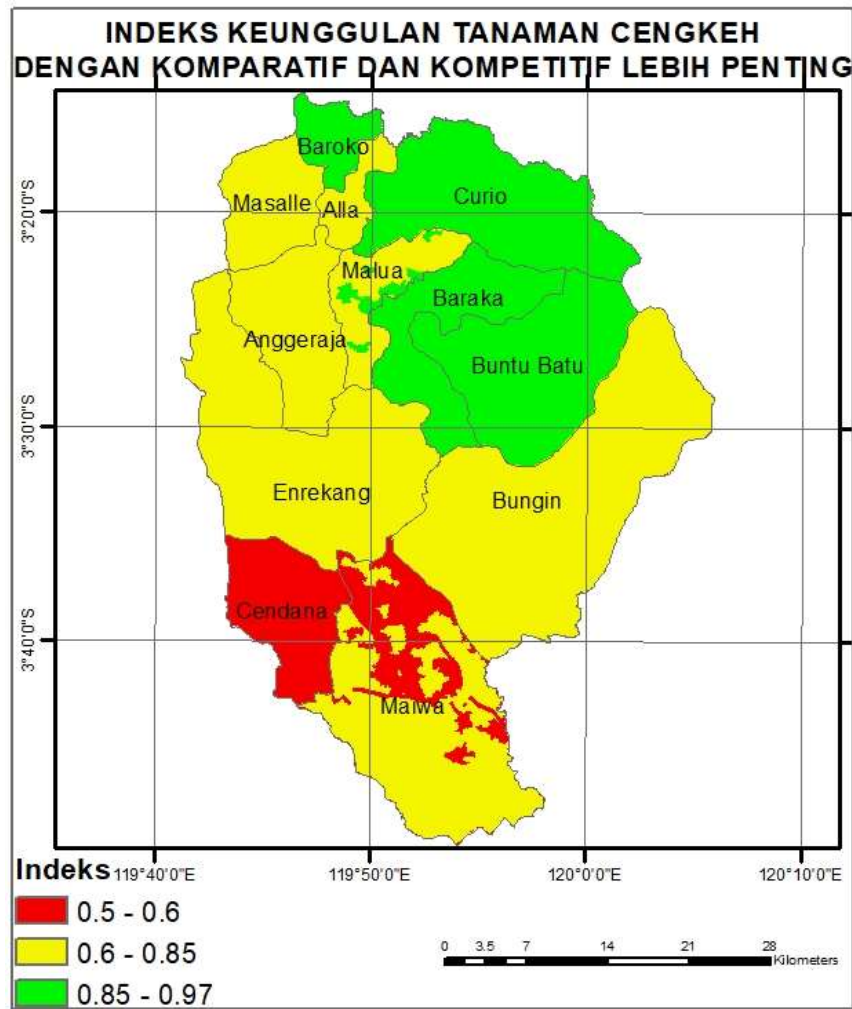 INDEKS KEUNGGULAN TANAMAN CENGKEH
DENGAN KOMPARATIF DAN KOMPETITIF LEBIH PENTING
Baroko
Curio
Masalle
Alla
3°20'0"S
Malua
Baraka
Anggeraja
Buntu Batu
3°30'0"S
Enrekang
Bungin
Cendana
3°40'0"S
Maiwa
Indeks
119°40'0"E 119°50'0"E 120°0'0"E 120°10'0"E
0.5 - 0.6
0.6 - 0.85
0.85 - 0.97
0 3.5 7 14 21 28
Kilometers